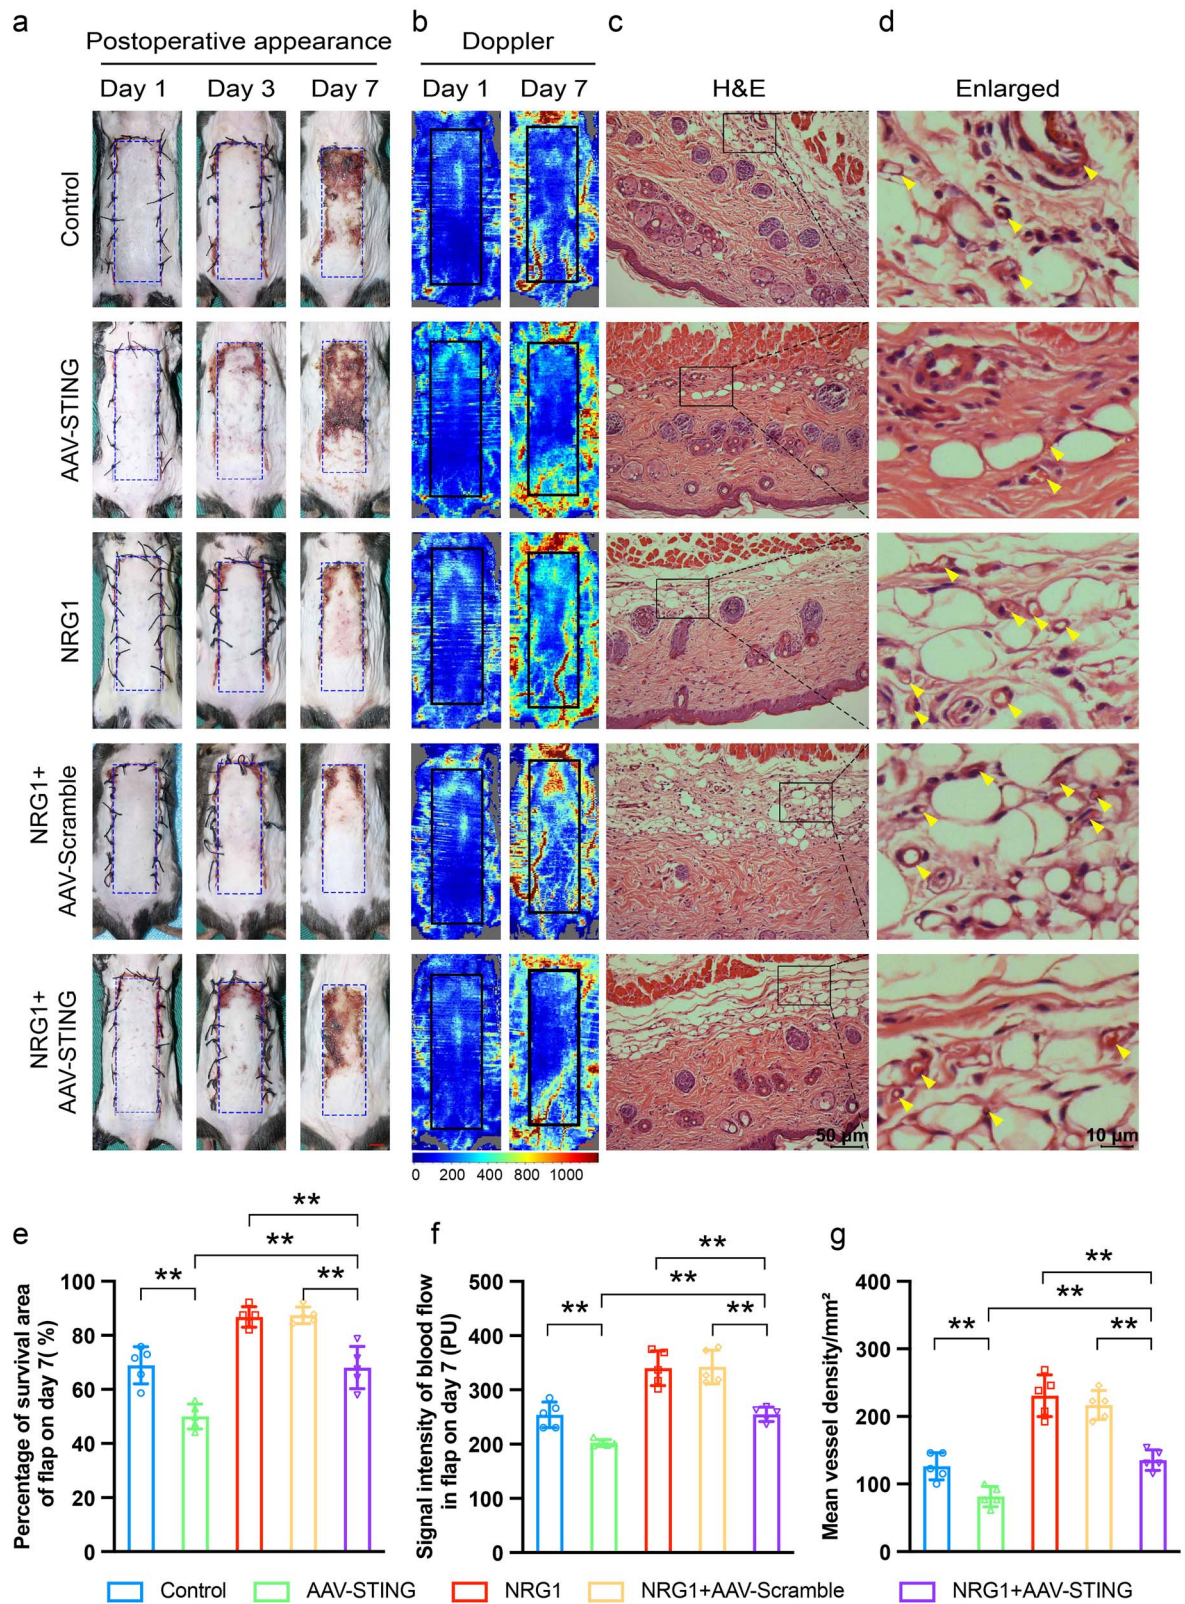 a
b
c
d
Postoperative appearance
Doppler
Day 1
Day 3
Day 7
Day 1
Day 7
H&E
Enlarged
Control
AAV-STING
NRG1
NRG1+
AAV-Scramble
NRG1+
AAV-STING
50 µm
10 µm
0 200 400 600 800 1000
e
Percentage of survival area
of flap on day 7( %)
100
80
60
40
20
0
**
**
**
**
f
Signal intensity of blood flow
in flap on day 7 (PU)
500
400
300
200
100
0
**
**
**
**
g
Mean vessel density/mm²
400
300
200
100
0
**
**
**
**
Control
AAV-STING
NRG1
NRG1+AAV-Scramble
NRG1+AAV-STING